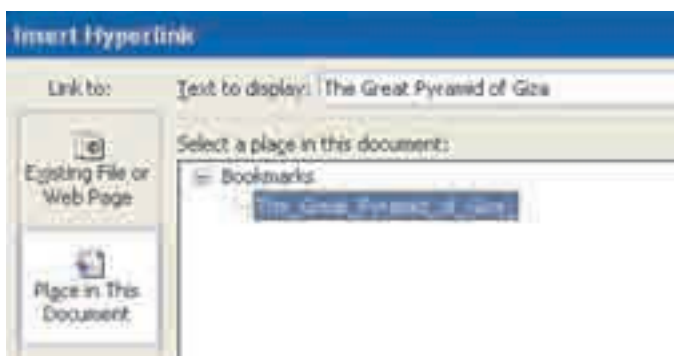 Insert Hyperlink
Link to:
Text to display: The Great Pyramid of Giza
Existing File or
Web Page
Select a place in this document:
Bookmarks
The_Great_Pyramid_of_Giza
Place in This
Document